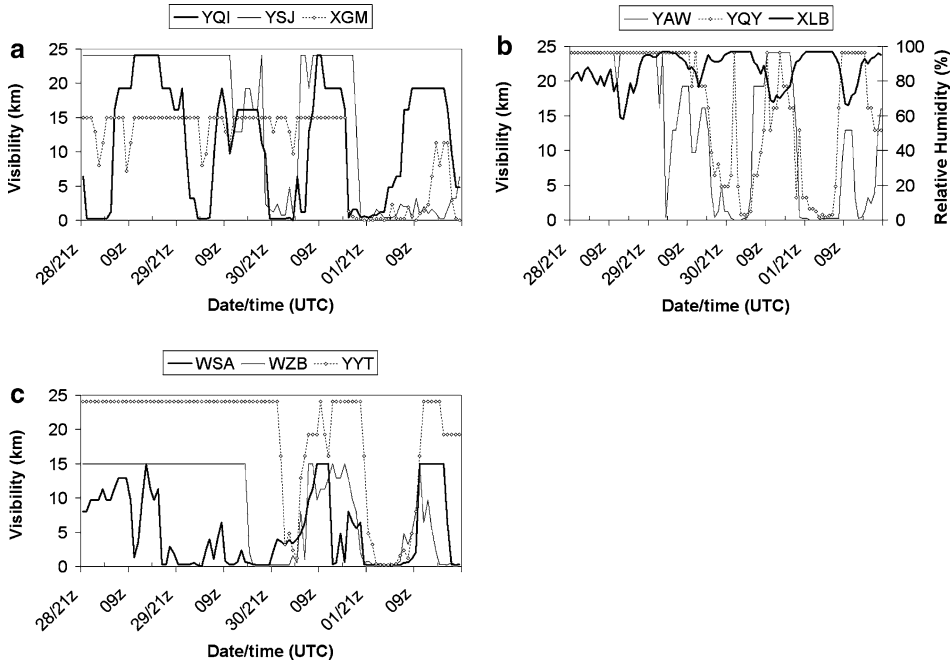 YQI YSJ XGM
a
25
20
15
10
5
0
Visibility (km)
28/21z 09z 29/21z 09z 30/21z 09z 01/21z 09z
Date/time (UTC)
YAW YQY XLB
b
25
20
15
10
5
0
Visibility (km)
100
80
60
40
20
0
Relative Humidity (%)
28/21z 09z 29/21z 09z 30/21z 09z 01/21z 09z
Date/time (UTC)
WSA WZB YYT
c
25
20
15
10
5
0
Visibility (km)
28/21z 09z 29/21z 09z 30/21z 09z 01/21z 09z
Date/time (UTC)